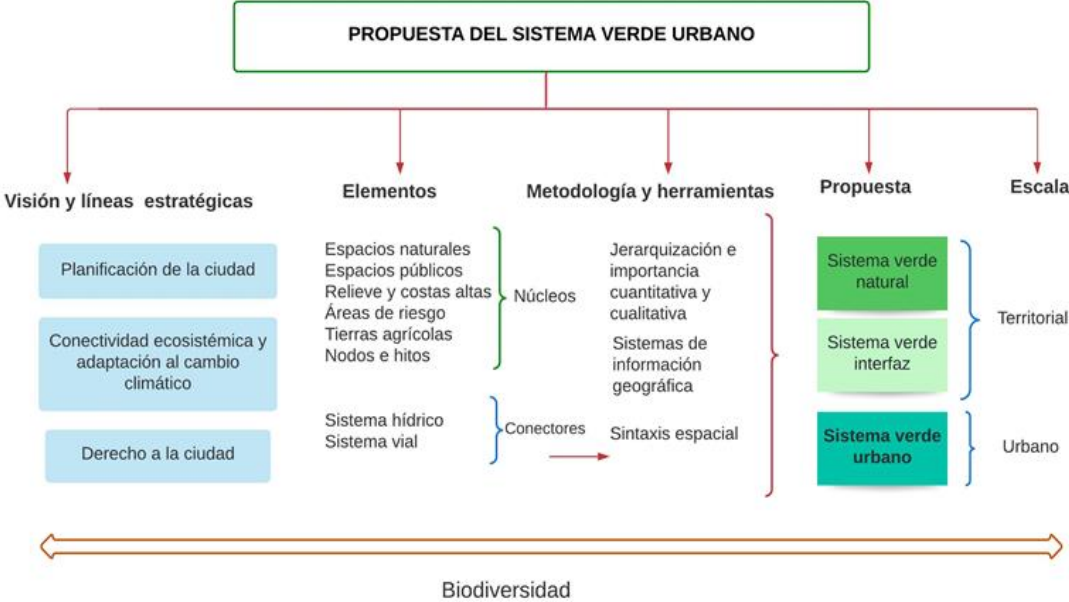 PROPUESTA DEL SISTEMA VERDE URBANO
Visión y líneas estratégicas
Elementos
Metodología y herramientas
Propuesta
Escala
Planificación de la ciudad
Conectividad ecosistémica y
adaptación al cambio
climático
Derecho a la ciudad
Espacios naturales
Espacios públicos
Relieve y costas altas
Áreas de riesgo
Tierras agrícolas
Nodos e hitos
Núcleos
Sistema hídrico
Sistema vial
Conectores
Jerarquización e
importancia
cuantitativa y
cualitativa
Sistemas de
información
geográfica
Sintaxis espacial
Sistema verde
natural
Sistema verde
interfaz
Sistema verde
urbano
Territorial
Urbano
Biodiversidad